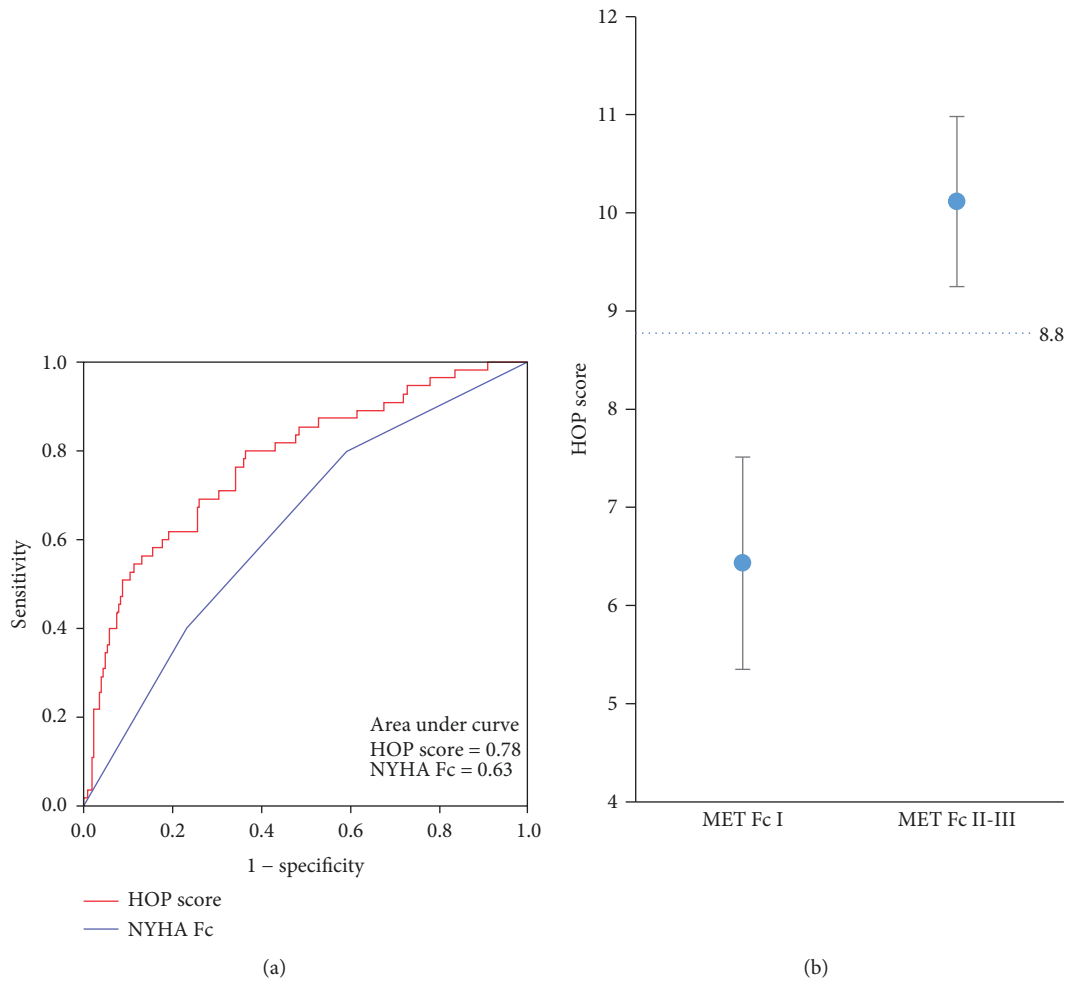 1.0
0.8
0.6
0.4
0.2
0.0
Sensitivity
0.0 0.2 0.4 0.6 0.8 1.0
1 − specificity
Area under curve
HOP score = 0.78
NYHA Fc = 0.63
HOP score
NYHA Fc
(a)
12
11
10
9
8
7
6
5
4
HOP score
8.8
MET Fc I MET Fc II-III
(b)